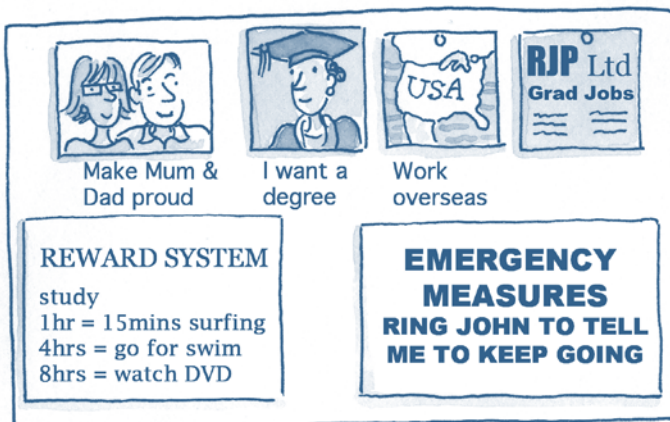 USA
RJP Ltd
Grad Jobs
Make Mum &
Dad proud
I want a
degree
Work
overseas
REWARD SYSTEM
study
1hr = 15mins surfing
4hrs = go for swim
8hrs = watch DVD
EMERGENCY
MEASURES
RING JOHN TO TELL
ME TO KEEP GOING